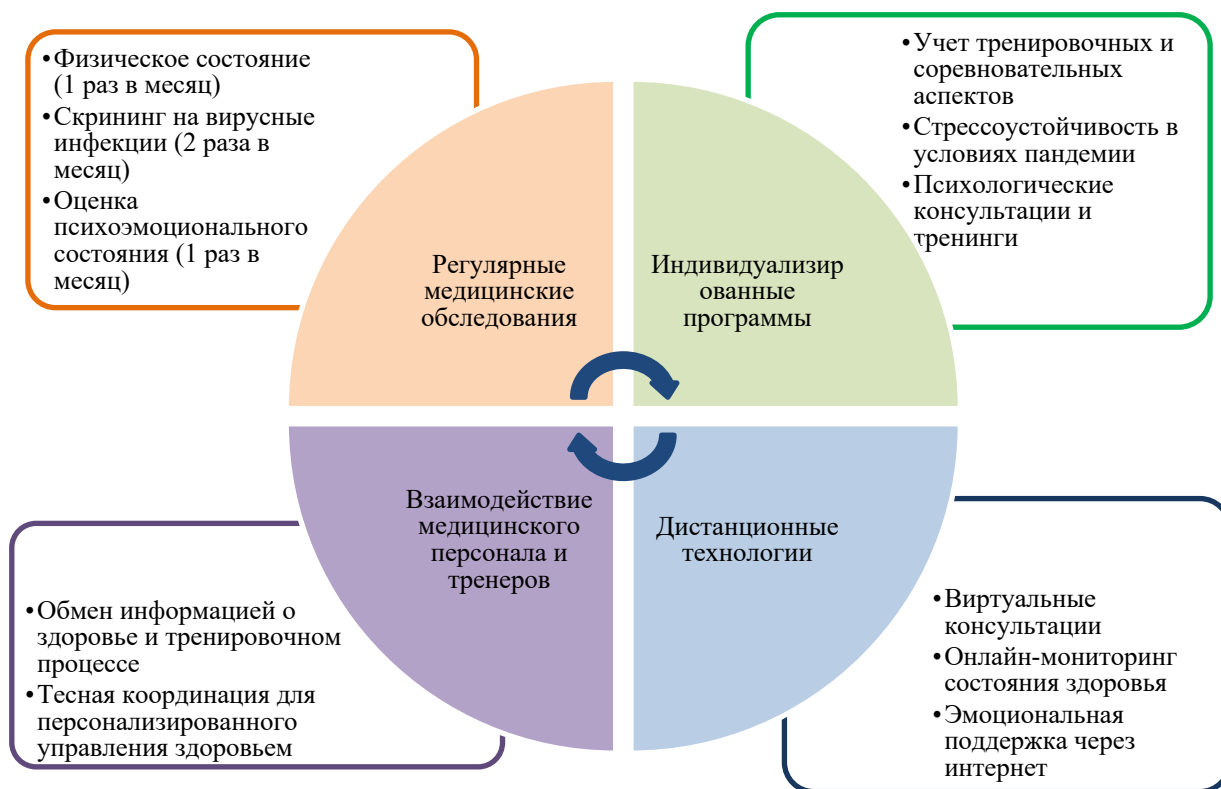 •Физическое состояние
(1 раз в месяц)
•Скрининг на вирусные
инфекции (2 раза в
месяц)
•Оценка
психоэмоционального
состояния (1 раз в
месяц)
•Учет тренировочных и
соревновательных
аспектов
•Стрессоустойчивость в
условиях пандемии
•Психологические
консультации и
тренинги
Регулярные
медицинские
обследования
Индивидуализир
ованные
программы
Взаимодействие
медицинского
персонала и
тренеров
Дистанционные
технологии
•Обмен информацией о
здоровье и тренировочном
процессе
•Тесная координация для
персонализированного
управления здоровьем
•Виртуальные
консультации
•Онлайн-мониторинг
состояния здоровья
•Эмоциональная
поддержка через
интернет